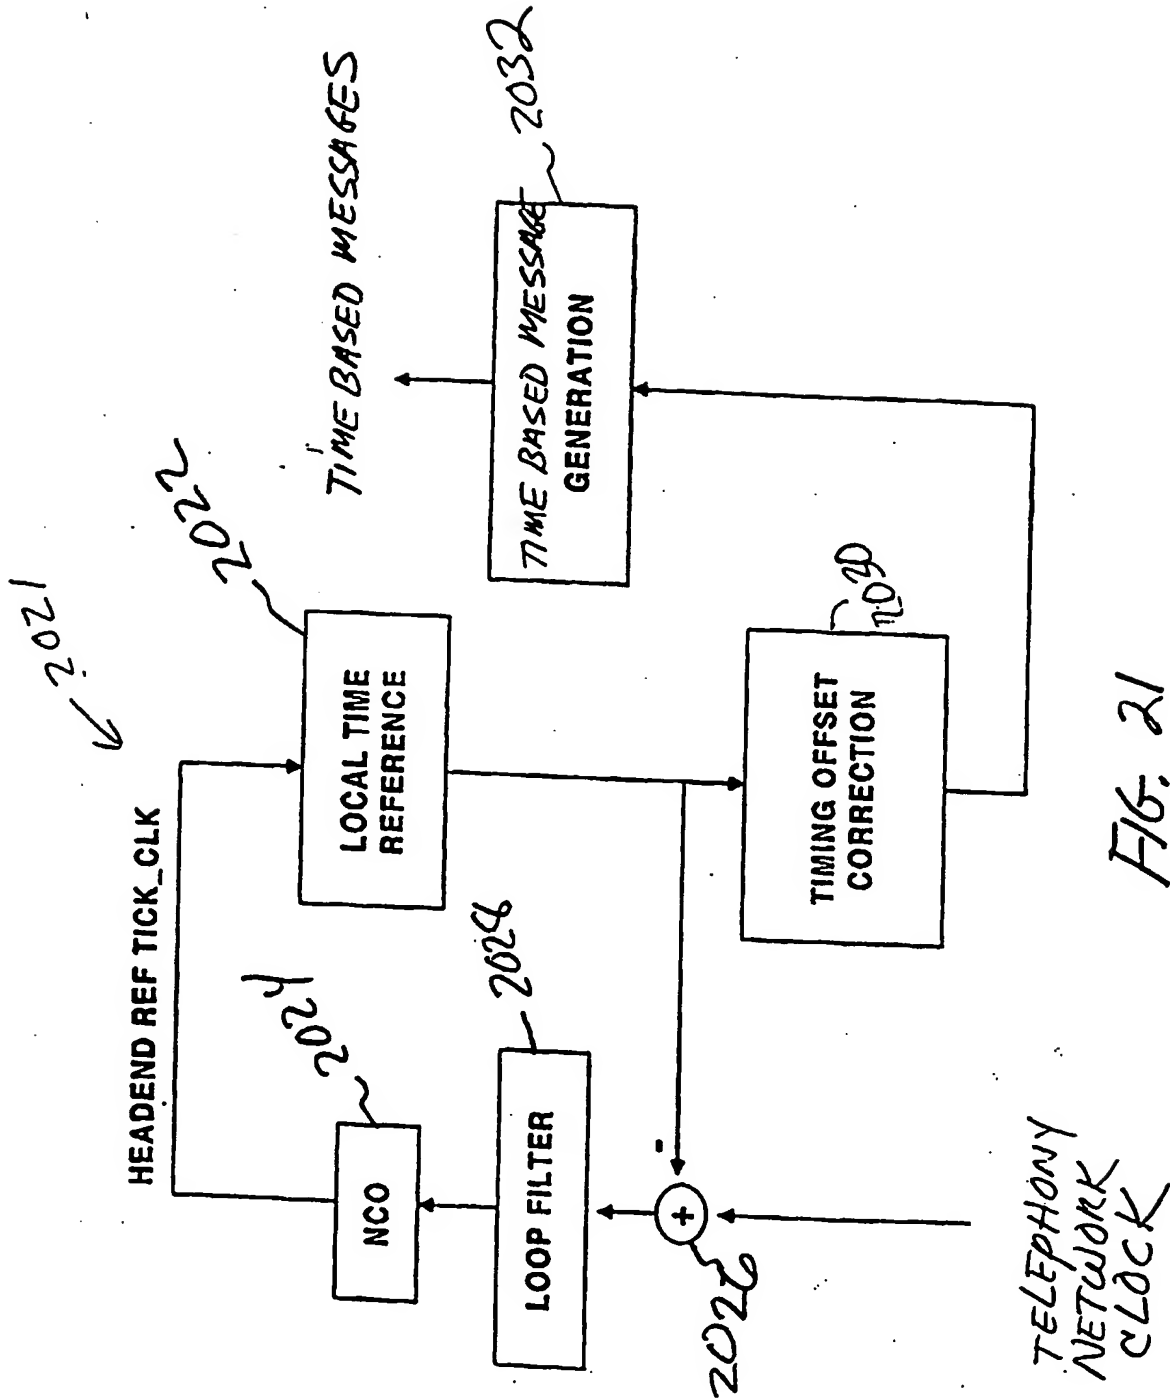 2021
HEADEND REF TICK_CLK
2022
TIME BASED MESSAGES
2024
NCO
LOCAL TIME
REFERENCE
2028
LOOP FILTER
TIME BASED MESSAGE
GENERATION
2032
2026
+
-
TIMING OFFSET
CORRECTION
2030
TELEPHONY
NETWORK
CLOCK
FIG. 21